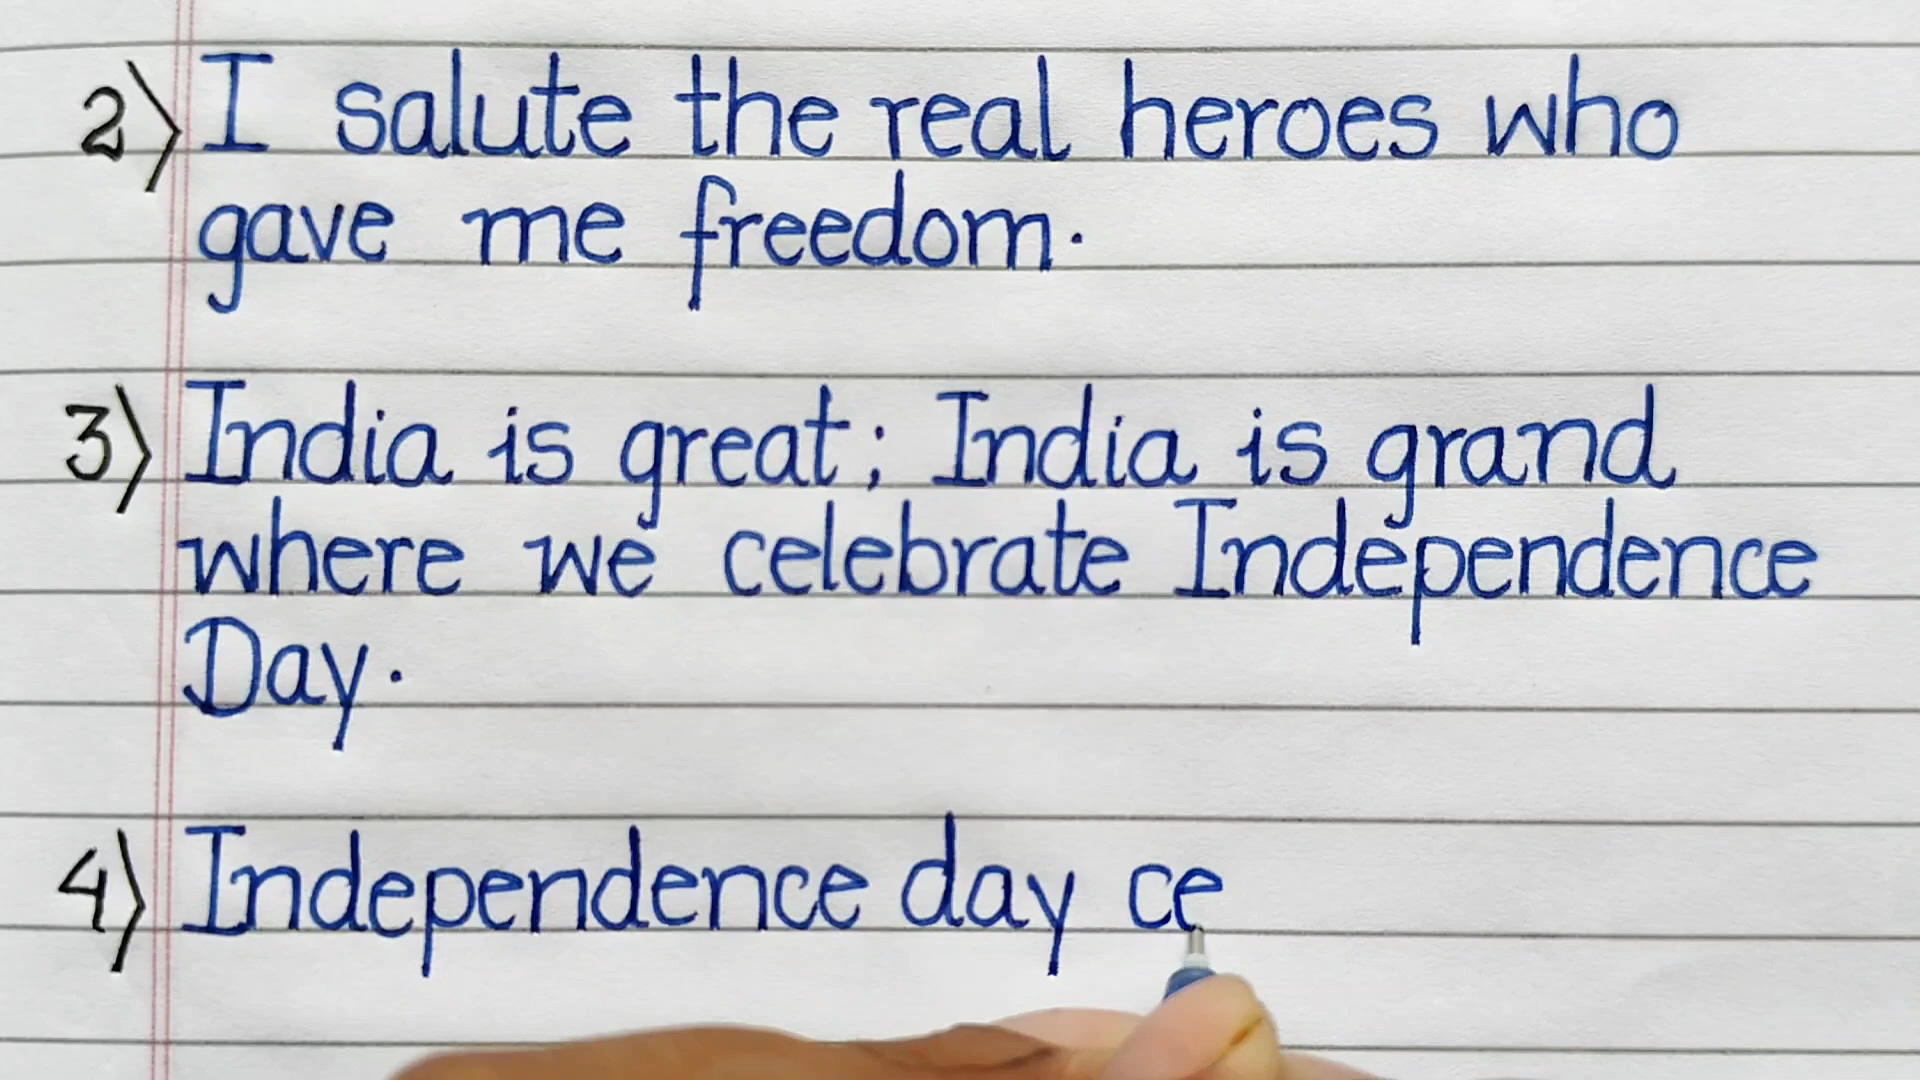 2) I salute the real heroes who
gave me freedom.
3) India is great; India is grand
where we celebrate Independence
Day.
4) Independence day ce